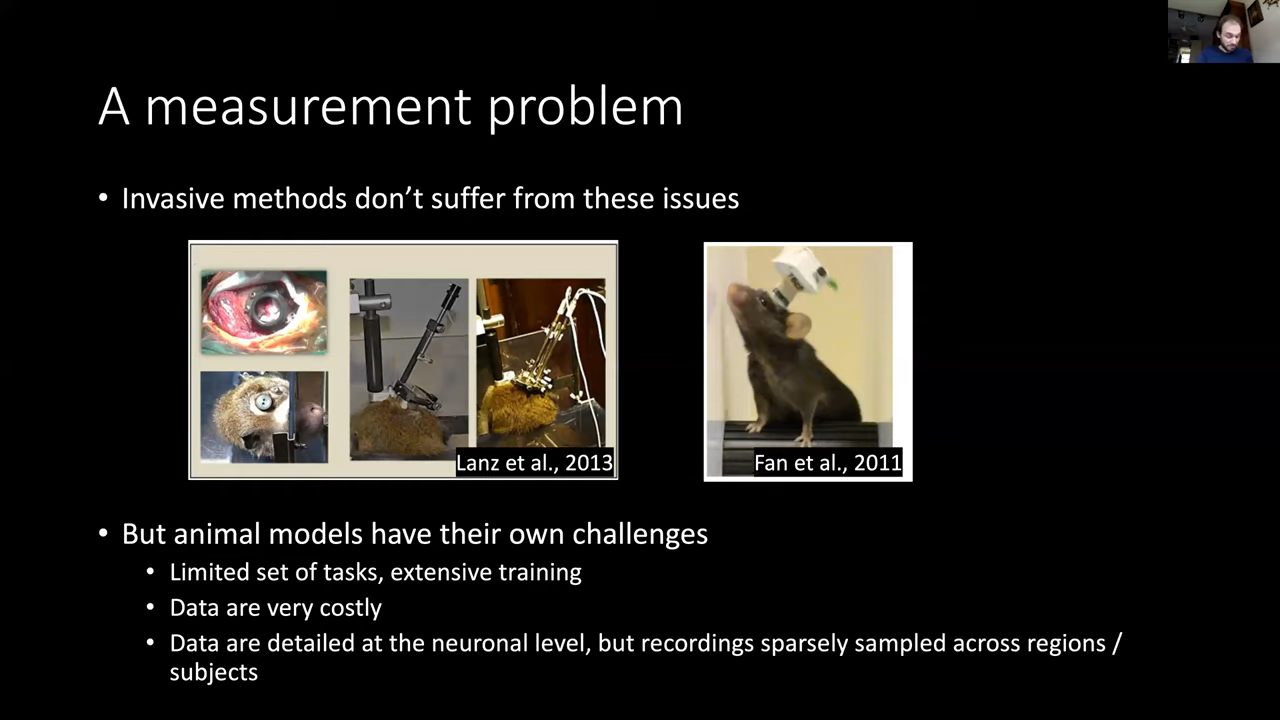 A measurement problem
• Invasive methods don’t suffer from these issues
Lanz et al., 2013
Fan et al., 2011
• But animal models have their own challenges
• Limited set of tasks, extensive training
• Data are very costly
• Data are detailed at the neuronal level, but recordings sparsely sampled across regions /
subjects